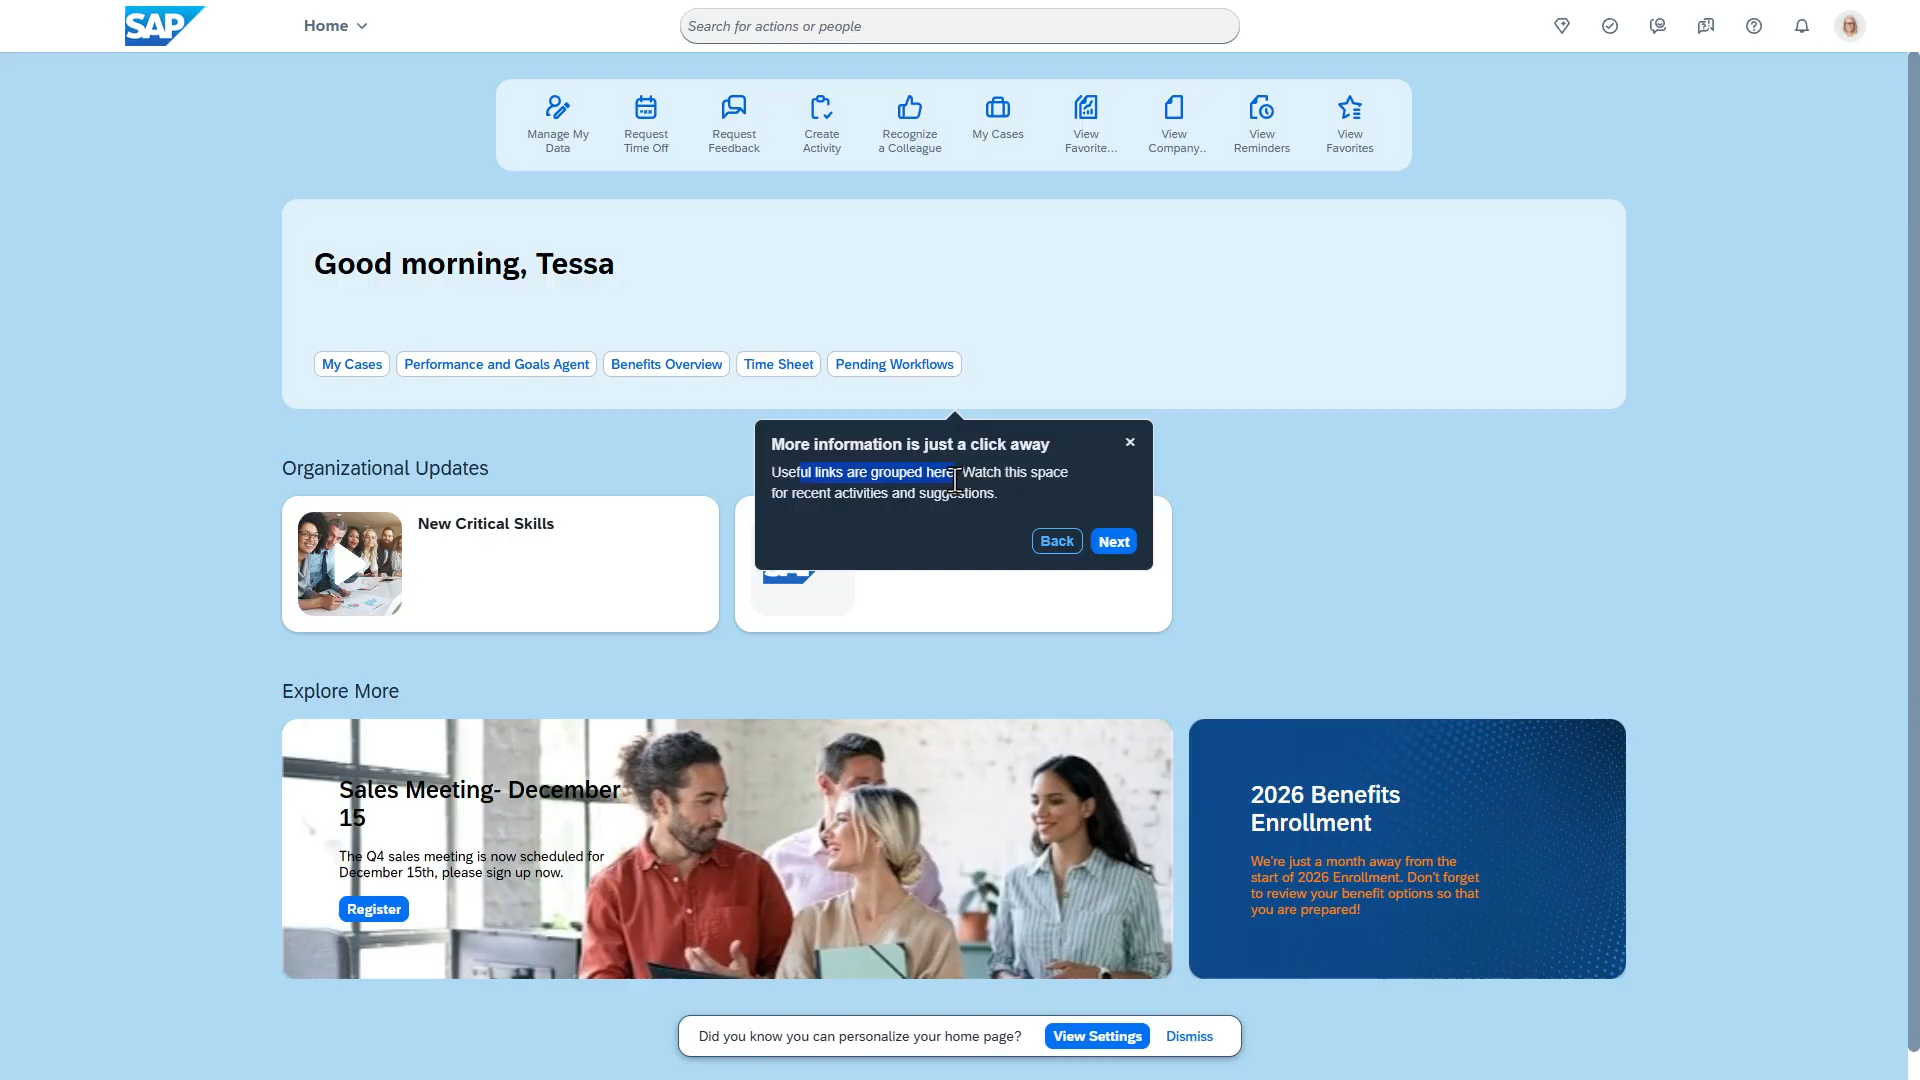 SAP
Home
Search for actions or people
Manage My
Data
Request
Time Off
Request
Feedback
Create
Activity
Recognize
a Colleague
My Cases
View
Favorite...
View
Company..
View
Reminders
View
Favorites
Good morning, Tessa
My Cases
Performance and Goals Agent
Benefits Overview
Time Sheet
Pending Workflows
More information is just a click away
Useful links are grouped here. Watch this space
for recent activities and suggestions.
Back
Next
Organizational Updates
New Critical Skills
Explore More
Sales Meeting- December
15
The Q4 sales meeting is now scheduled for
December 15th, please sign up now.
Register
2026 Benefits
Enrollment
We're just a month away from the
start of 2026 Enrollment. Don't forget
to review your benefit options so that
you are prepared!
Did you know you can personalize your home page?
View Settings
Dismiss